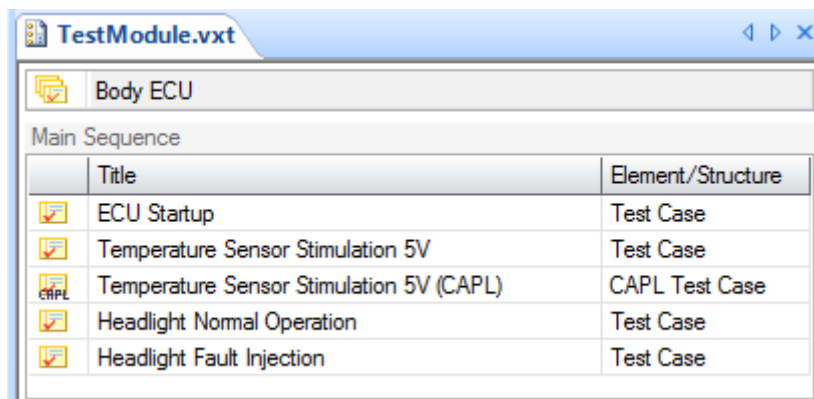 TestModule.vxt
Body ECU
Main Sequence
Title Element/Structure
ECU Startup Test Case
Temperature Sensor Stimulation 5V Test Case
CAPL Temperature Sensor Stimulation 5V (CAPL) CAPL Test Case
Headlight Normal Operation Test Case
Headlight Fault Injection Test Case